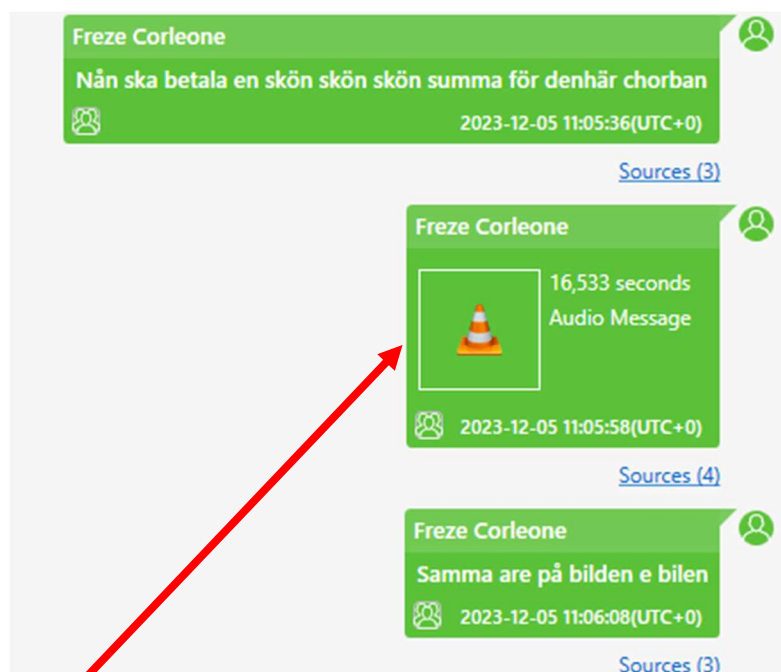 Freze Corleone
Nån ska betala en skön skön skön summa för denhär chorban
2023-12-05 11:05:36(UTC+0)
Sources (3)
Freze Corleone
16,533 seconds
Audio Message
2023-12-05 11:05:58(UTC+0)
Sources (4)
Freze Corleone
Samma are på bilden e bilen
2023-12-05 11:06:08(UTC+0)
Sources (3)